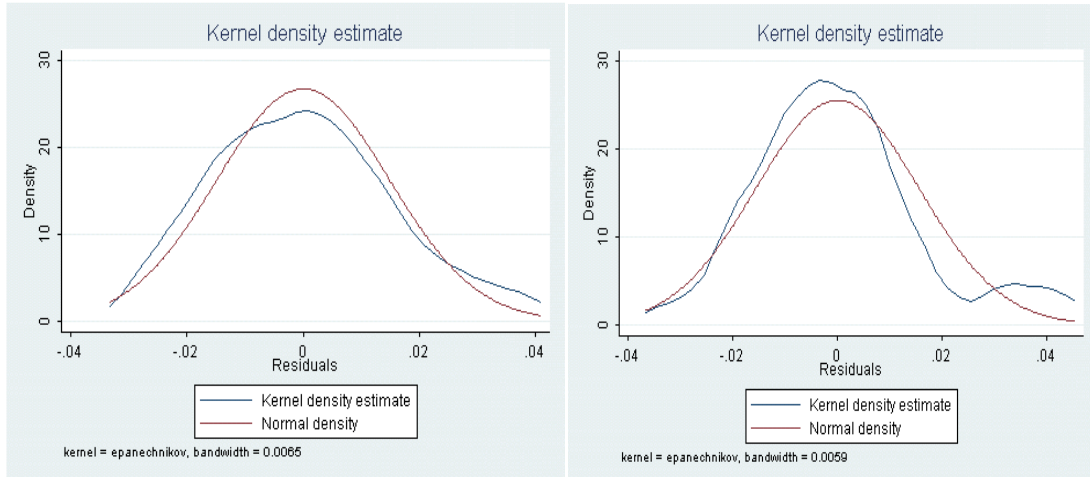 Kernel density estimate
30
20
10
0
Density
-.04
-.02
0
.02
.04
Residuals
Kernel density estimate
Normal density
kernel = epanechnikov, bandwidth = 0.0065
Kernel density estimate
30
20
10
0
Density
-.04
-.02
0
.02
.04
Residuals
Kernel density estimate
Normal density
kernel = epanechnikov, bandwidth = 0.0059